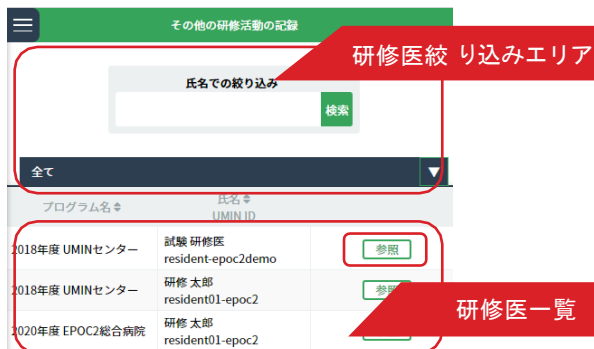 その他の研修活動の記録
研修医絞り込みエリア
氏名での絞り込み
検索
全て ▼
プログラム名 氏名
UMIN ID
2018年度 UMINセンター 試験 研修医 参照
resident-epoc2demo
2018年度 UMINセンター 研修 太郎
resident01-epoc2
研修医一覧
2020年度 EPOC2総合病院 研修 太郎
resident01-epoc2